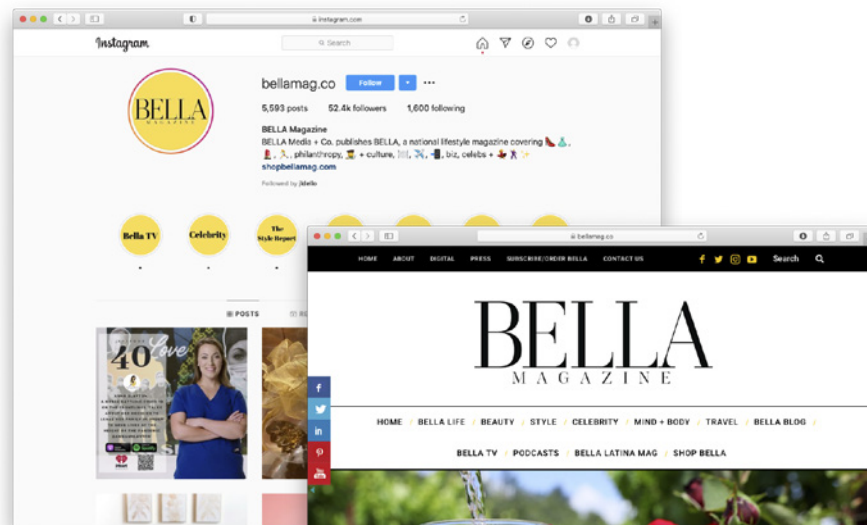 instagram.com
Instagram
Search
bellamag.co Follow
5,593 posts 52.4k followers 1,600 following
BELLA Magazine
BELLA Media + Co. publishes BELLA, a national lifestyle magazine covering 👠 👗,
💄, 🏃, philanthropy, + culture, 🍽️, ✈️, 📲, biz, celebs + 💃 ✨
shopbellamag.com
Followed by jidello
BELLA
MAGAZINE
Bella TV
Celebrity
The
Style Report
POSTS
40 Love
bellamag.co
HOME ABOUT DIGITAL PRESS SUBSCRIBE/ORDER BELLA CONTACT US Search
BELLA
MAGAZINE
HOME / BELLA LIFE / BEAUTY / STYLE / CELEBRITY / MIND + BODY / TRAVEL / BELLA BLOG /
BELLA TV / PODCASTS / BELLA LATINA MAG / SHOP BELLA